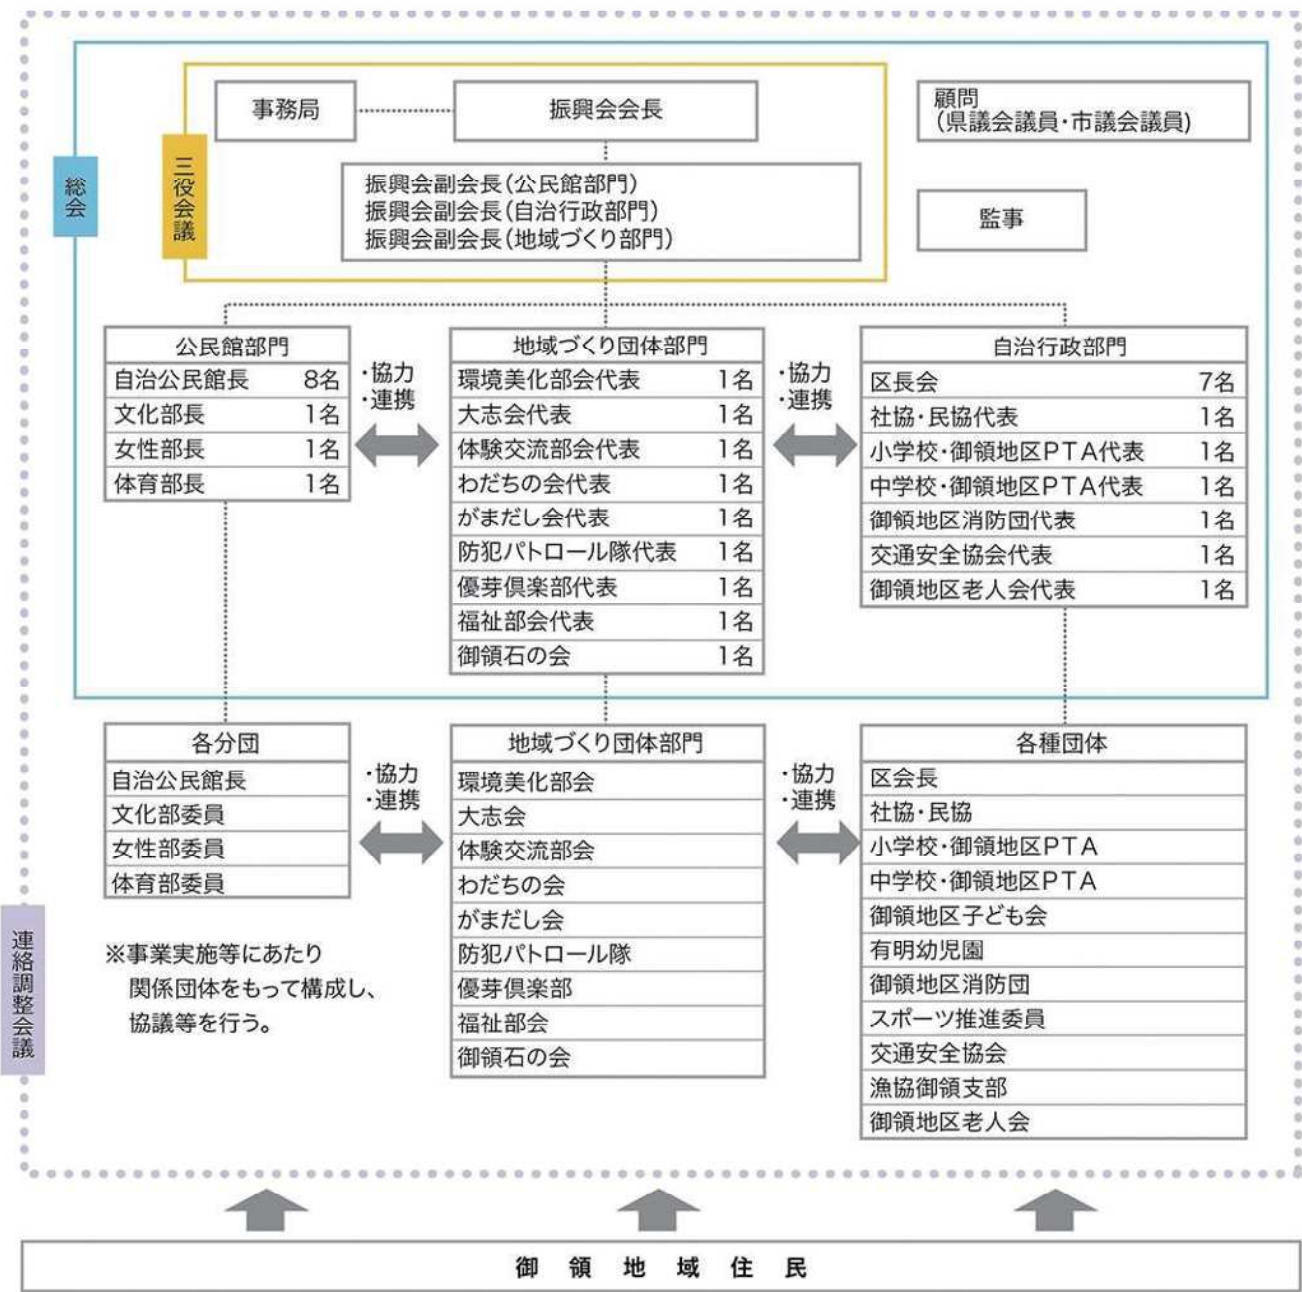 総会
三役会議
事務局
振興会会長
顧問
(県議会議員・市議会議員)
振興会副会長(公民館部門)
振興会副会長(自治行政部門)
振興会副会長(地域づくり部門)
監事
公民館部門
自治公民館長 8名
文化部長 1名
女性部長 1名
体育部長 1名
・協力
・連携
地域づくり団体部門
環境美化部会代表 1名
大志会代表 1名
体験交流部会代表 1名
わだちの会代表 1名
がまだし会代表 1名
防犯パトロール隊代表 1名
優芽倶楽部代表 1名
福祉部会代表 1名
御領石の会 1名
・協力
・連携
自治行政部門
区長会 7名
社協・民協代表 1名
小学校・御領地区PTA代表 1名
中学校・御領地区PTA代表 1名
御領地区消防団代表 1名
交通安全協会代表 1名
御領地区老人会代表 1名
連絡調整会議
各分団
自治公民館長
文化部委員
女性部委員
体育部委員
※事業実施等にあたり
関係団体をもって構成し、
協議等を行う。
・協力
・連携
地域づくり団体部門
環境美化部会
大志会
体験交流部会
わだちの会
がまだし会
防犯パトロール隊
優芽倶楽部
福祉部会
御領石の会
・協力
・連携
各種団体
区会長
社協・民協
小学校・御領地区PTA
中学校・御領地区PTA
御領地区子ども会
有明幼児園
御領地区消防団
スポーツ推進委員
交通安全協会
漁協御領支部
御領地区老人会
御領地域住民